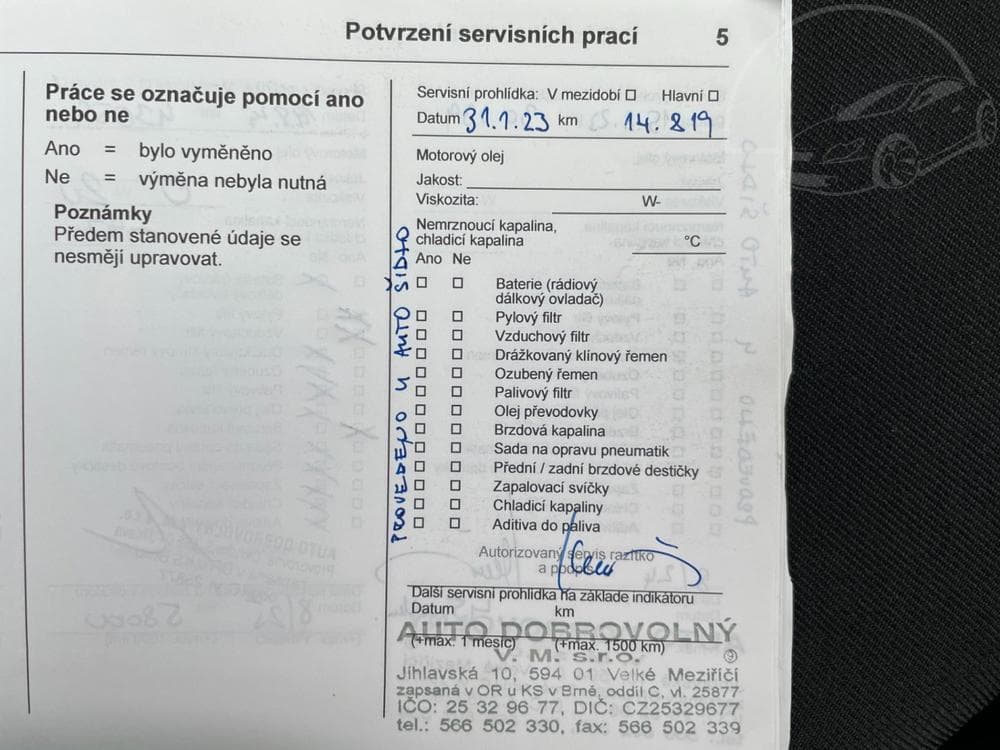 Potvrzení servisních prací 5
Práce se označuje pomocí ano
nebo ne
Ano = bylo vyměněno
Ne = výměna nebyla nutná
Poznámky
Předem stanovené údaje se
nesmějí upravovat.
Servisní prohlídka: V mezidobí Hlavní
Datum 31.1.23 km 14.819
Motorový olej
Jakost:
Viskozita: W-
Nemrznoucí kapalina,
chladicí kapalina °C
Ano Ne
Baterie (rádiový
dálkový ovladač)
Pylový filtr
Vzduchový filtr
Drážkovaný klínový řemen
Ozubený řemen
Palivový filtr
Olej převodovky
Brzdová kapalina
Sada na opravu pneumatik
Přední / zadní brzdové destičky
Zapalovací svíčky
Chladicí kapaliny
Aditiva do paliva
PROVEDENO U AUTO ŠIDLO
Autorizovaný servis razítko
a podpis
Další servisní prohlídka na základe indikátoru
Datum km
AUTO DOBROVOLNÝ
(+max. 1 měsíc) (+max. 1500 km)
V. M. s.r.o. 9
Jihlavská 10, 594 01 Velké Meziříčí
zapsaná v OR u KS v Brně, oddíl C, vl. 25877
IČO: 25 32 96 77, DIČ: CZ25329677
tel.: 566 502 330, fax: 566 502 339